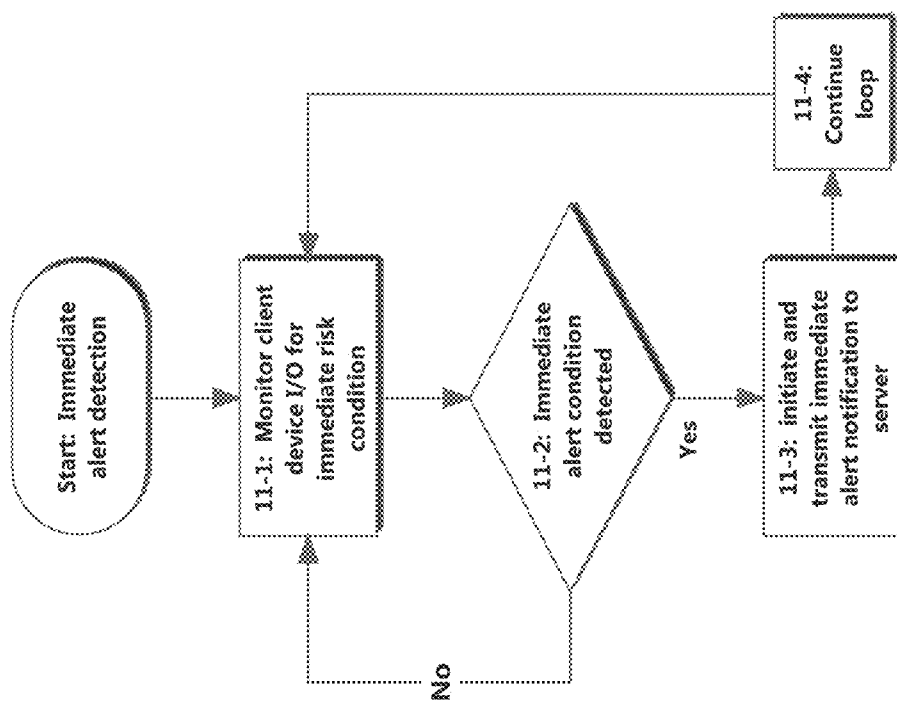 Start: Immediate
alert detection
11-1: Monitor client
device I/O for
immediate risk
condition
11-2: Immediate
alert condition
detected
No
Yes
11-3: initiate and
transmit immediate
alert notification to
server
11-4:
Continue
loop